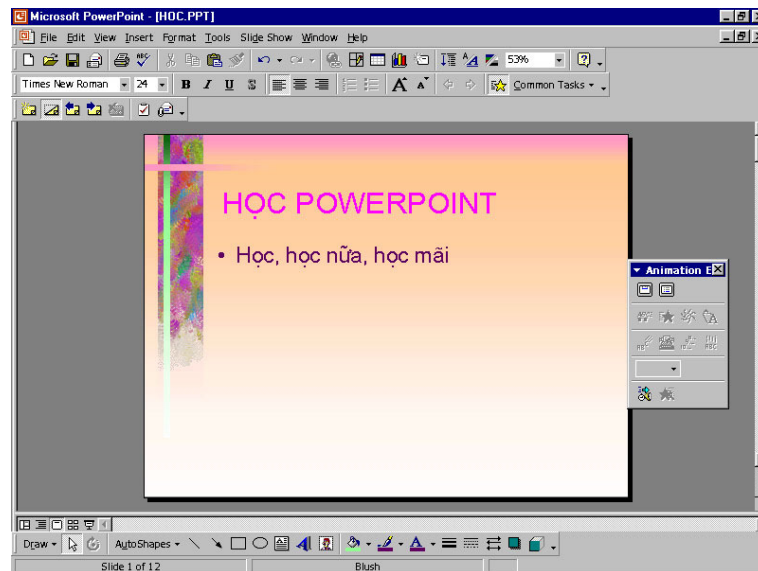 Microsoft PowerPoint - [HOC.PPT]
File Edit View Insert Format Tools Slide Show Window Help
53%
Times New Roman 24 B I U S A A Common Tasks
HỌC POWERPOINT
• Học, học nữa, học mãi
Animation E
Draw AutoShapes
Slide 1 of 12 Blush